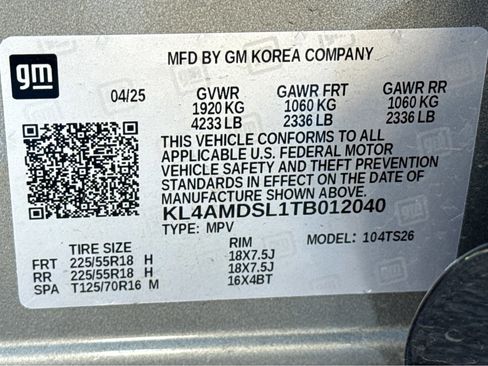 MFD BY GM KOREA COMPANY
gm
04/25 GVWR GAWR FRT GAWR RR
1920 KG 1060 KG 1060 KG
4233 LB 2336 LB 2336 LB
THIS VEHICLE CONFORMS TO ALL
APPLICABLE U.S. FEDERAL MOTOR
VEHICLE SAFETY AND THEFT PREVENTION
STANDARDS IN EFFECT ON THE DATE OF
MANUFACTURE SHOWN ABOVE.
KL4AMDSL1TB012040
TYPE: MPV MODEL: 104TS26
TIRE SIZE RIM
FRT 225/55R18 H 18X7.5J
RR 225/55R18 H 18X7.5J
SPA T125/70R16 M 16X4BT